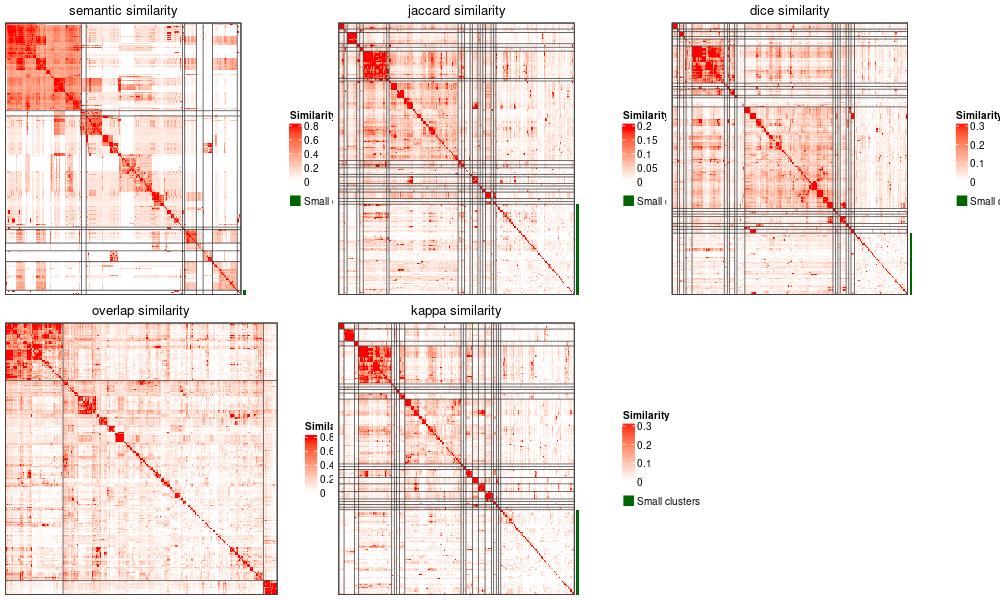 semantic similarity
jaccard similarity
dice similarity
Similarity
0.8
0.6
0.4
0.2
0
Small
Similarity
0.2
0.15
0.1
0.05
0
Small
Similarity
0.3
0.2
0.1
0
Small
overlap similarity
kappa similarity
Simila
0.8
0.6
0.4
0.2
0
Similarity
0.3
0.2
0.1
0
Small clusters